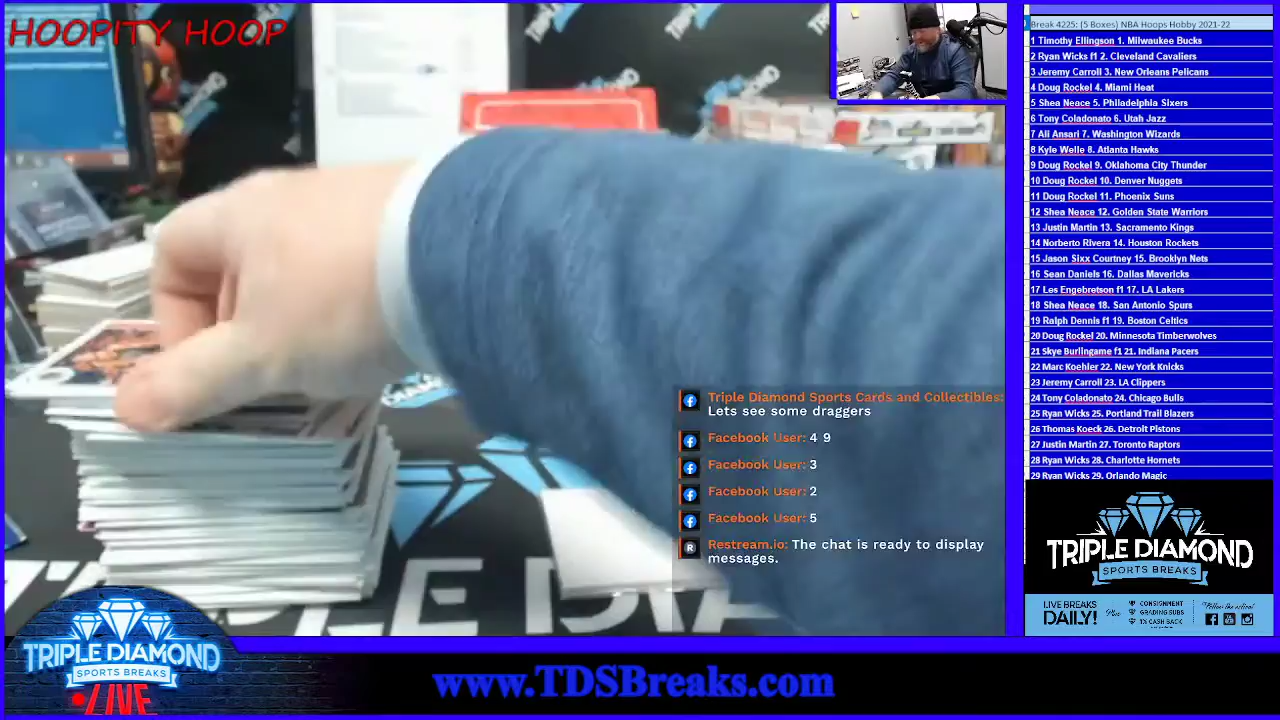 HOOPITY HOOP
Break 4225: (5 Boxes) NBA Hoops Hobby 2021-22
1 Timothy Ellingson 1. Milwaukee Bucks
2 Ryan Wicks f1 2. Cleveland Cavaliers
3 Jeremy Carroll 3. New Orleans Pelicans
4 Doug Rockel 4. Miami Heat
5 Shea Neace 5. Philadelphia Sixers
6 Tony Coladonato 6. Utah Jazz
7 Ali Ansari 7. Washington Wizards
8 Kyle Welle 8. Atlanta Hawks
9 Doug Rockel 9. Oklahoma City Thunder
10 Doug Rockel 10. Denver Nuggets
11 Doug Rockel 11. Phoenix Suns
12 Shea Neace 12. Golden State Warriors
13 Justin Martin 13. Sacramento Kings
14 Norberto Rivera 14. Houston Rockets
15 Jason Sixx Courtney 15. Brooklyn Nets
16 Sean Daniels 16. Dallas Mavericks
17 Les Engebretson f1 17. LA Lakers
18 Shea Neace 18. San Antonio Spurs
19 Ralph Dennis f1 19. Boston Celtics
20 Doug Rockel 20. Minnesota Timberwolves
21 Skye Burlingame f1 21. Indiana Pacers
22 Marc Koehler 22. New York Knicks
23 Jeremy Carroll 23. LA Clippers
24 Tony Coladonato 24. Chicago Bulls
25 Ryan Wicks 25. Portland Trail Blazers
26 Thomas Koeck 26. Detroit Pistons
27 Justin Martin 27. Toronto Raptors
28 Ryan Wicks 28. Charlotte Hornets
29 Ryan Wicks 29. Orlando Magic
Triple Diamond Sports Cards and Collectibles:
Lets see some draggers
Facebook User: 4 9
Facebook User: 3
Facebook User: 2
Facebook User: 5
Restream.io: The chat is ready to display
messages.
TRIPLE DIAMOND
SPORTS BREAKS
LIVE BREAKS
DAILY!
Plus
CONSIGNMENT
GRADING SUBS
1% CASH BACK
Follow the action!
TRIPLE DIAMOND
SPORTS BREAKS
LIVE
www.TDSBreaks.com